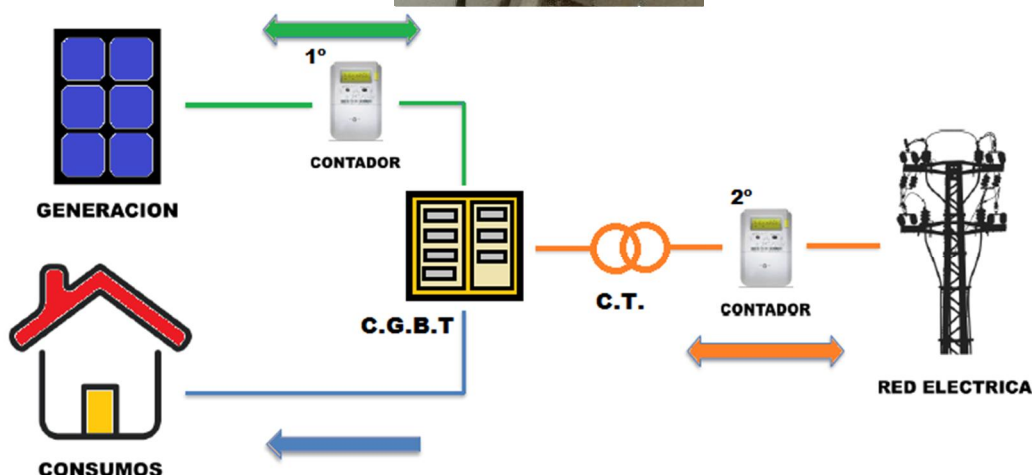 1º
CONTADOR
GENERACION
2º
C.G.B.T
C.T.
CONTADOR
RED ELECTRICA
CONSUMOS